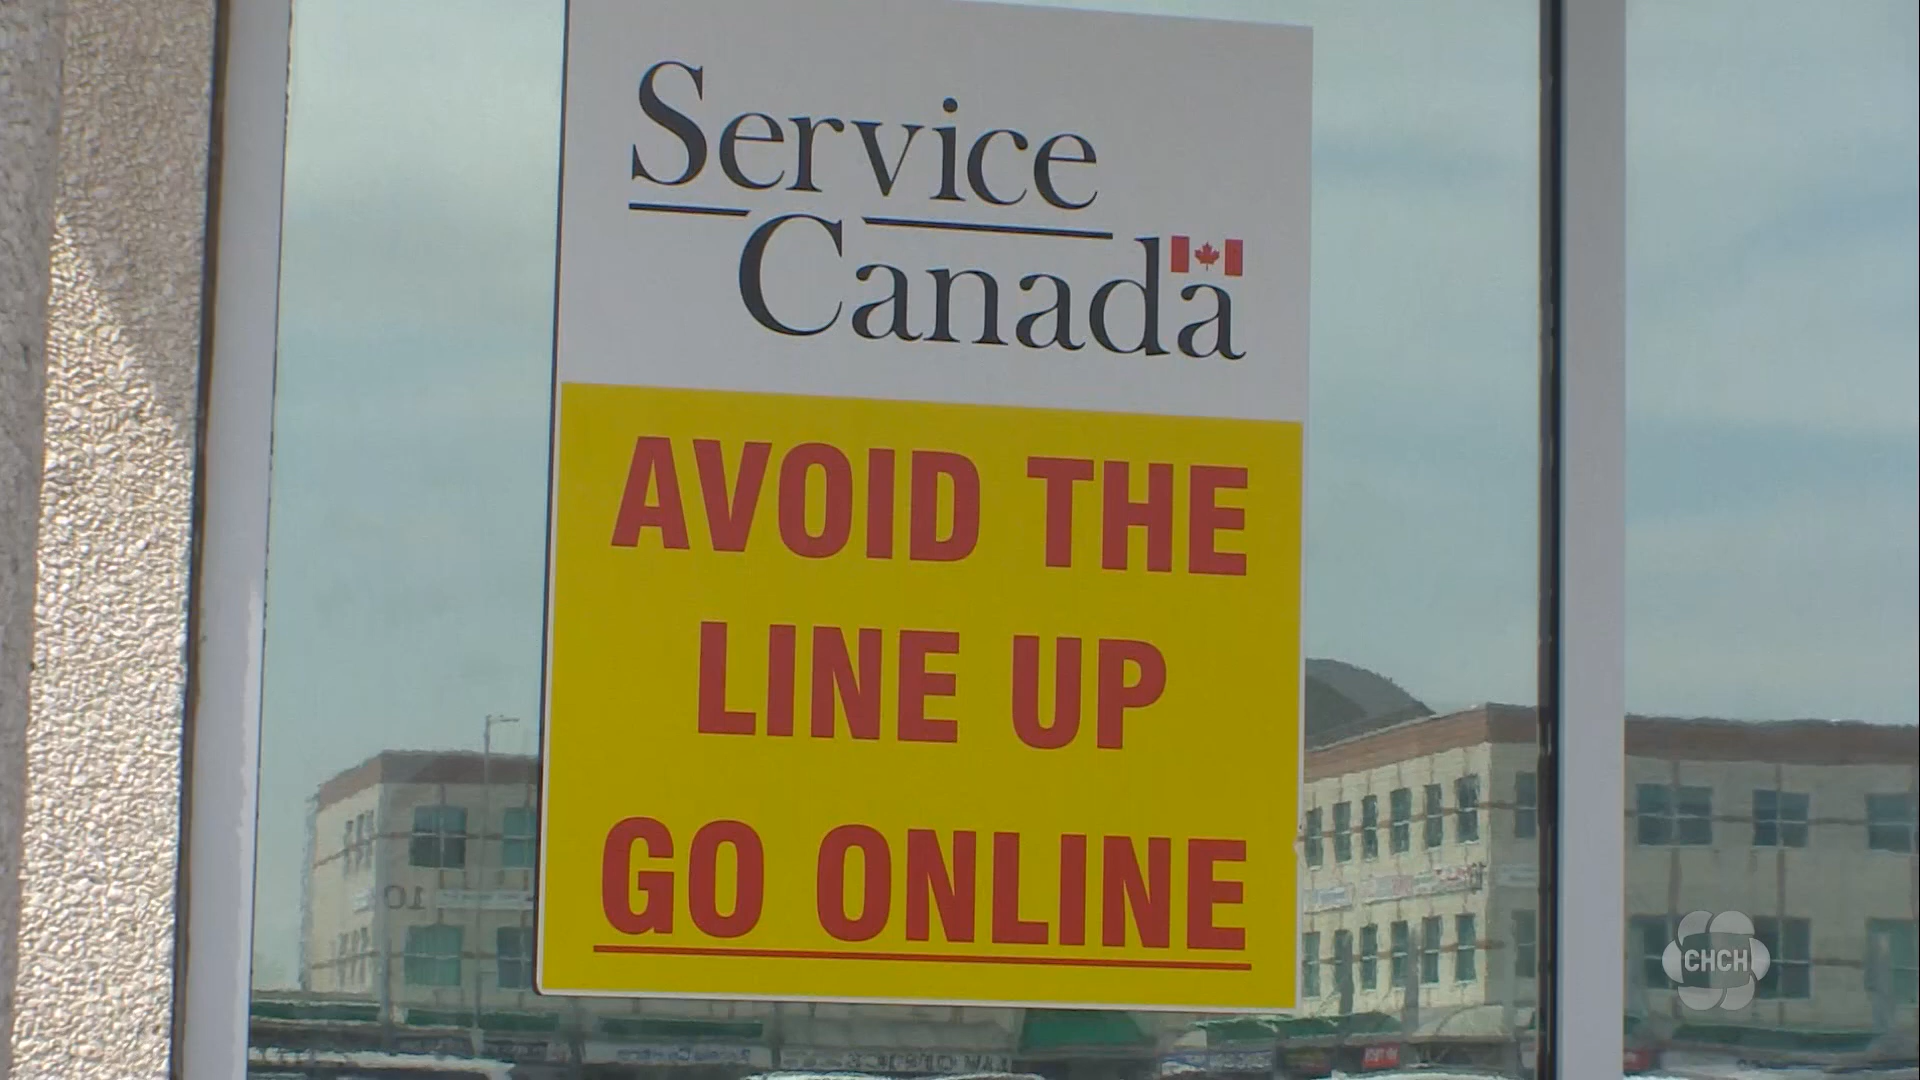 Service
Canada
AVOID THE
LINE UP
GO ONLINE
CHCH